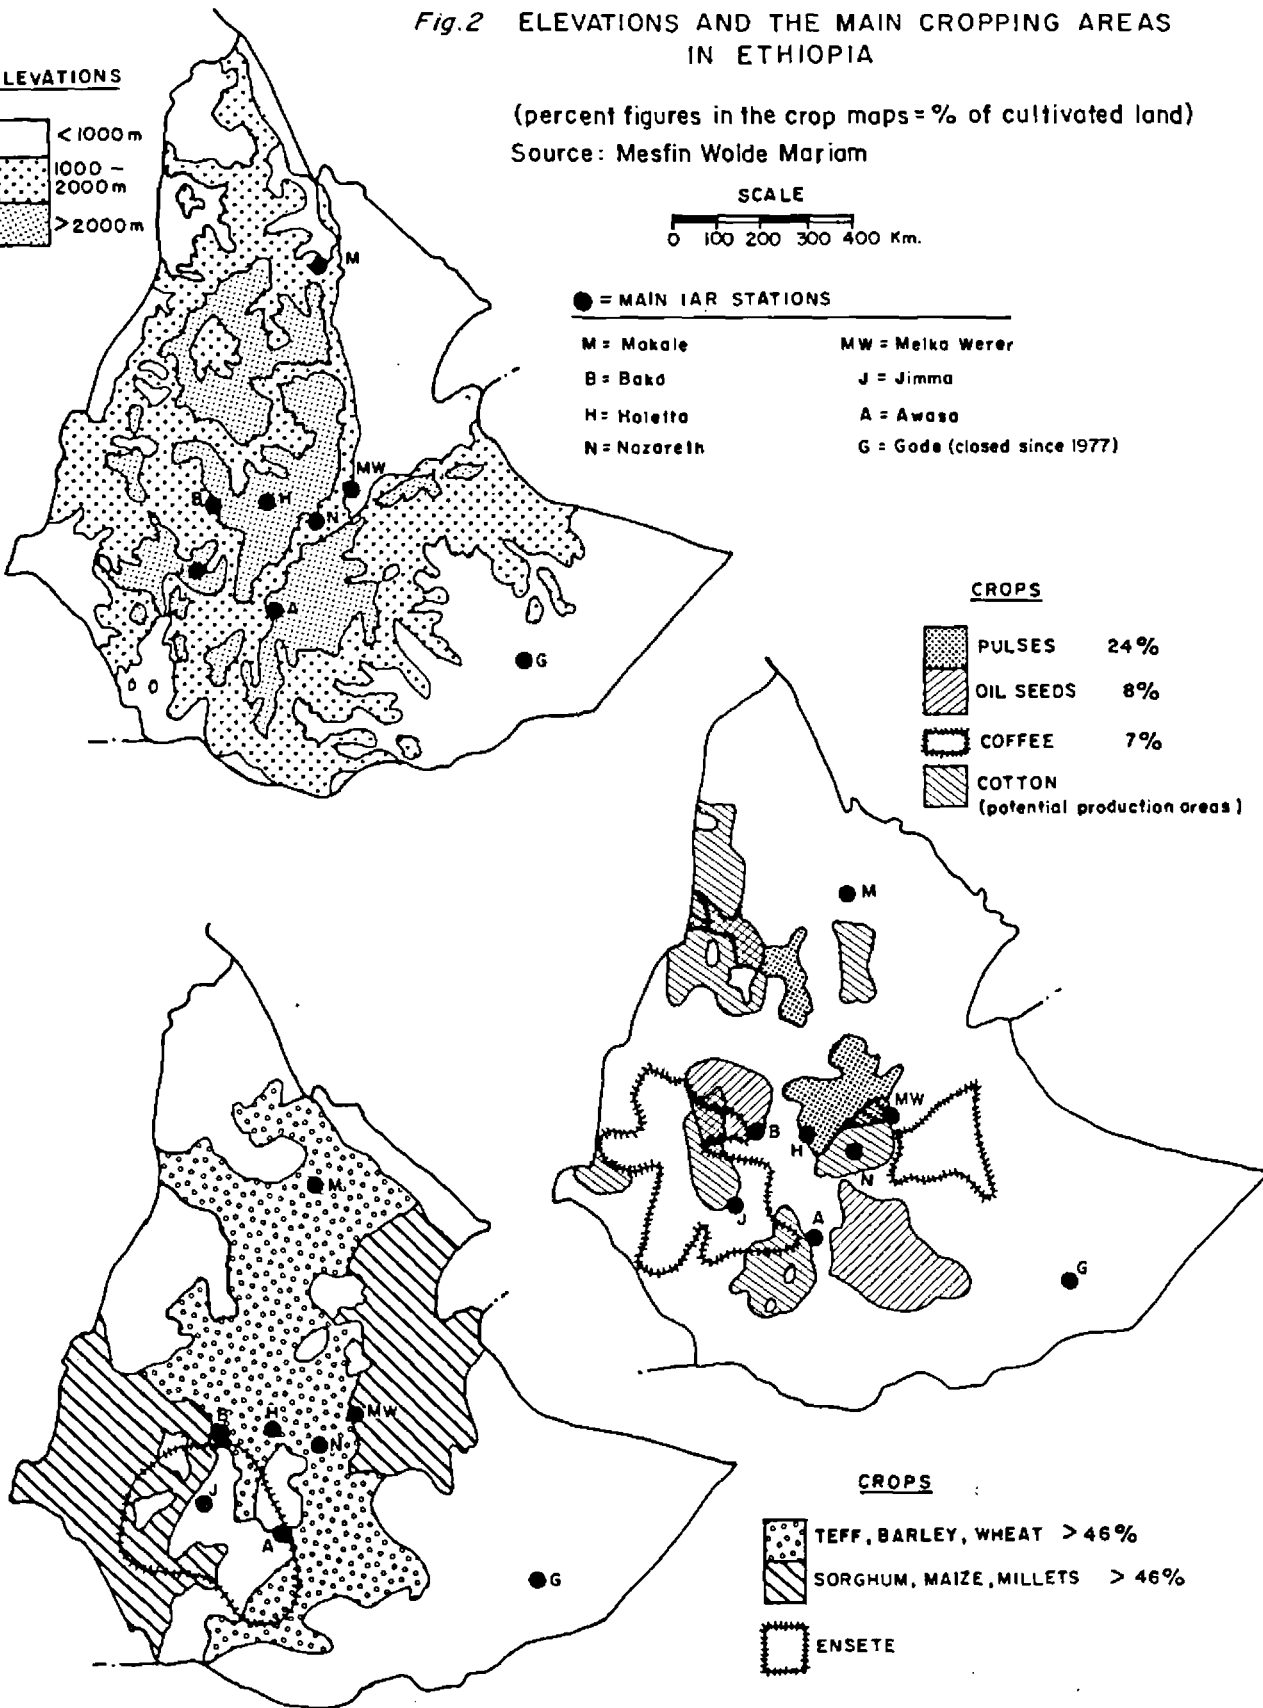 Fig.2 ELEVATIONS AND THE MAIN CROPPING AREAS
IN ETHIOPIA
(percent figures in the crop maps = % of cultivated land)
Source: Mesfin Wolde Mariam
LEVATIONS
<1000m
1000 –
2000m
>2000m
SCALE
0 100 200 300 400 Km.
● = MAIN IAR STATIONS
M = Makale
MW = Melka Werer
B = Bako
J = Jimma
H = Holetta
A = Awasa
N = Nazareth
G = Gode (closed since 1977)
M
MW
B
H
N
A
G
CROPS
PULSES 24%
OIL SEEDS 8%
COFFEE 7%
COTTON
(potential production areas)
M
MW
B
H
N
J
A
G
M
B
H
MW
N
J
A
G
CROPS
TEFF, BARLEY, WHEAT >46%
SORGHUM, MAIZE, MILLETS >46%
ENSETE